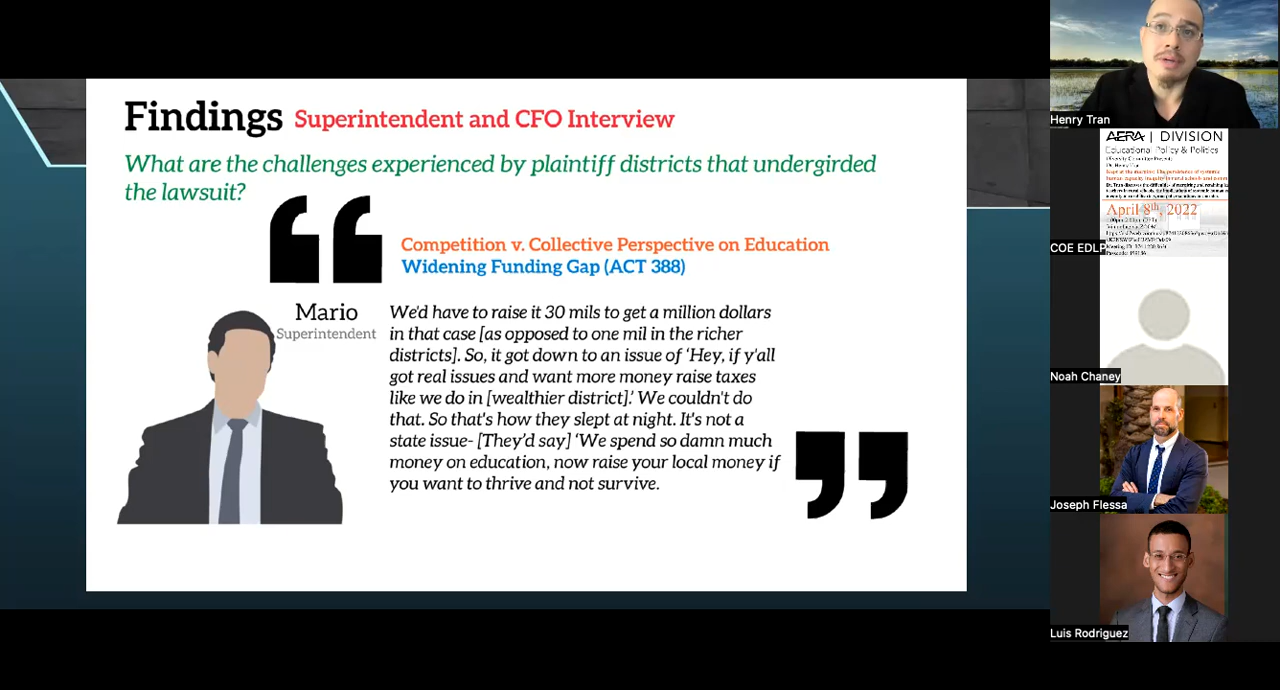 Findings Superintendent and CFO Interview
What are the challenges experienced by plaintiff districts that undergirded
the lawsuit?
Competition v. Collective Perspective on Education
Widening Funding Gap (ACT 388)
Mario
Superintendent
We'd have to raise it 30 mils to get a million dollars
in that case [as opposed to one mil in the richer
districts]. So, it got down to an issue of 'Hey, if y'all
got real issues and want more money raise taxes
like we do in [wealthier district].' We couldn't do
that. So that's how they slept at night. It's not a
state issue- [They'd say] 'We spend so damn much
money on education, now raise your local money if
you want to thrive and not survive.
Henry Tran
AERA | DIVISION
Educational Policy & Politics
Diversity Committee Presents
Dr. Henry Tran
April 8th, 2022
COE EDLP
Noah Chaney
Joseph Flessa
Luis Rodriguez